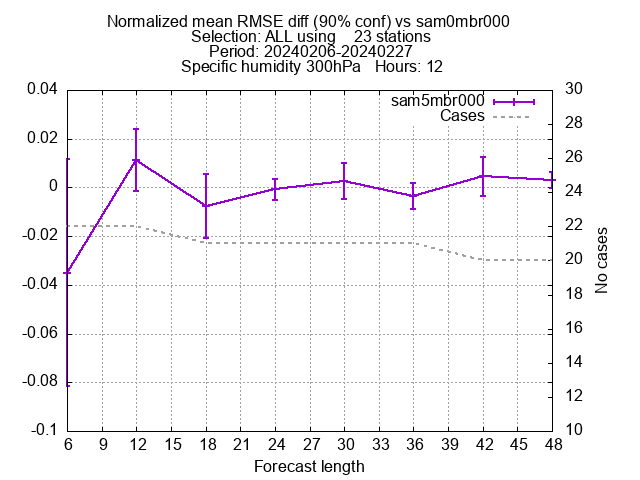 Normalized mean RMSE diff (90% conf) vs sam0mbr000
Selection: ALL using    23 stations
Period: 20240206-20240227
Specific humidity 300hPa   Hours: 12
sam5mbr000
Cases
0.04
0.02
0
-0.02
-0.04
-0.06
-0.08
-0.1
30
28
26
24
22
20
18
16
14
12
10
No cases
6 9 12 15 18 21 24 27 30 33 36 39 42 45 48
Forecast length